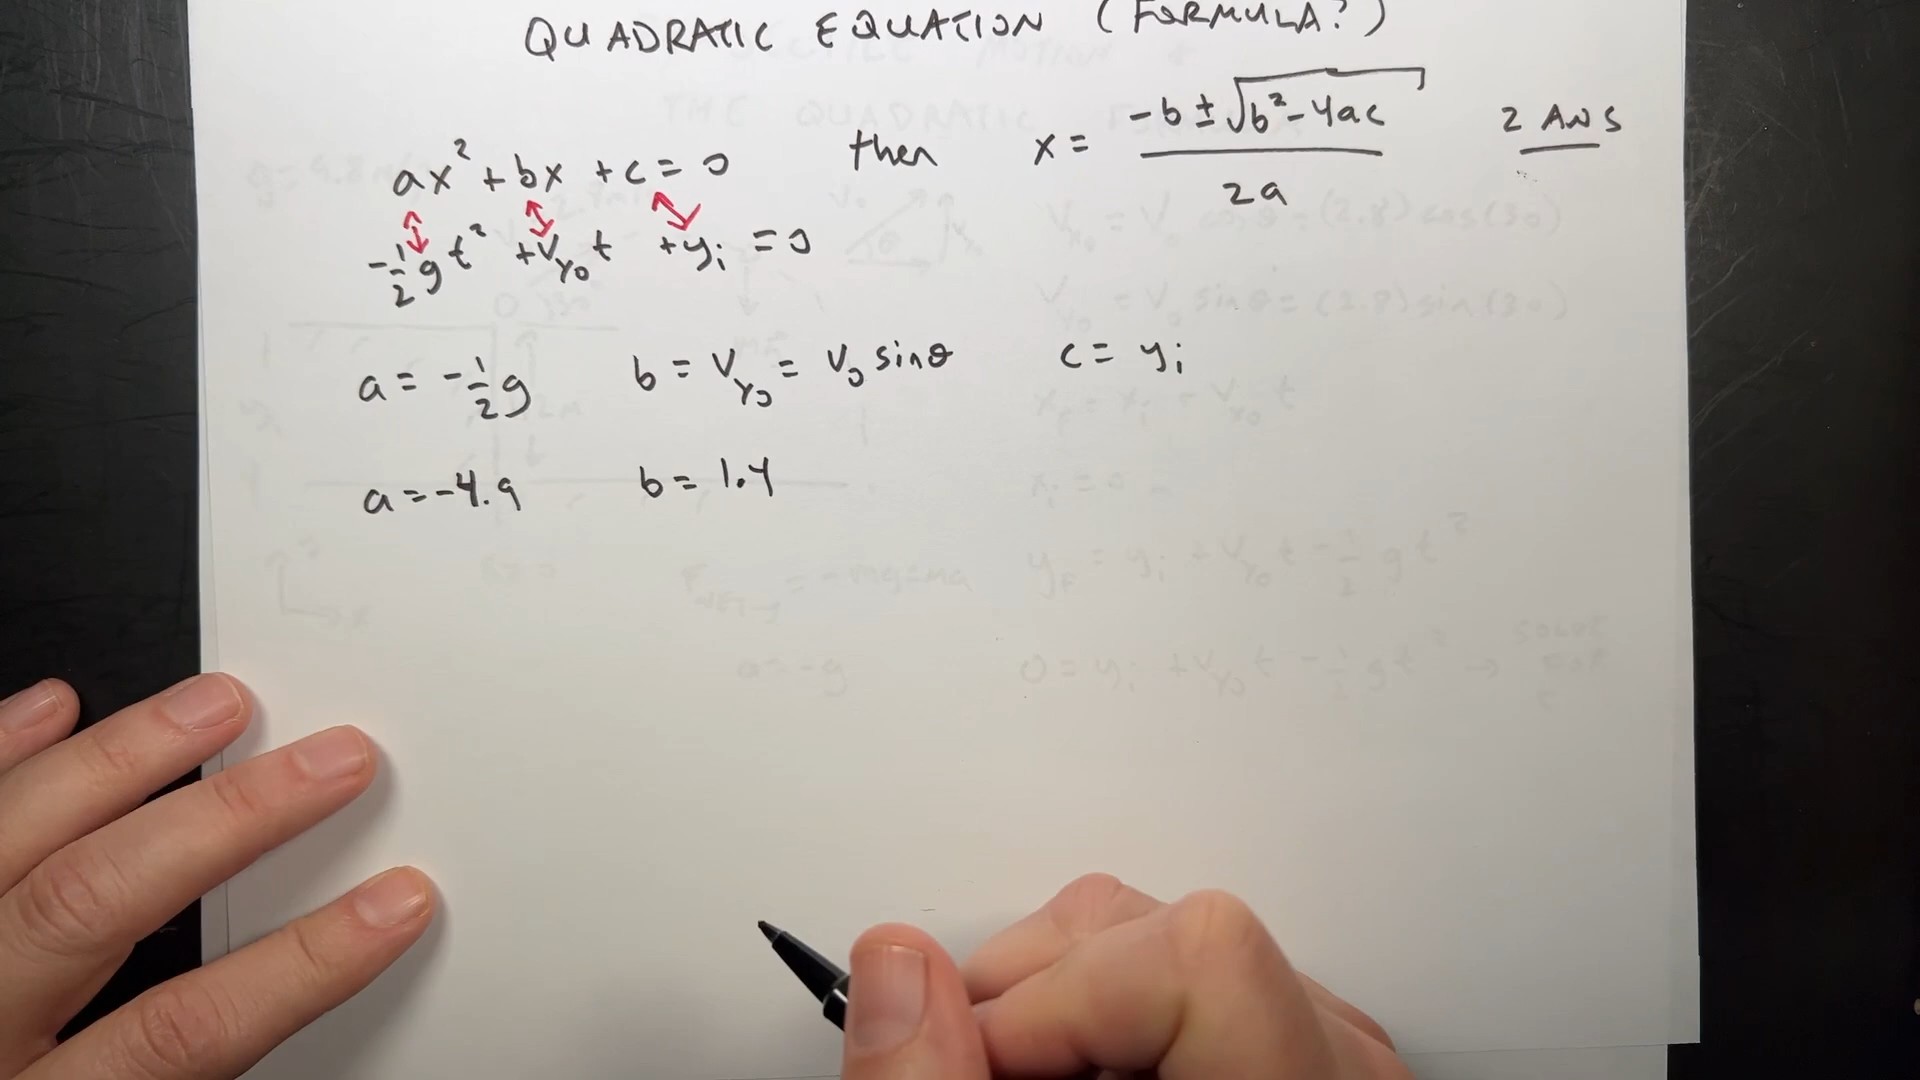 QUADRATIC EQUATION (FORMULA?)
ax² + bx + c = 0 then x = (-b ± √(b² - 4ac)) / 2a 2 ANS
-½gt² + v_y0 t + y_i = 0
a = -½g b = v_y0 = v_0 sinθ c = y_i
a = -4.9 b = 1.4